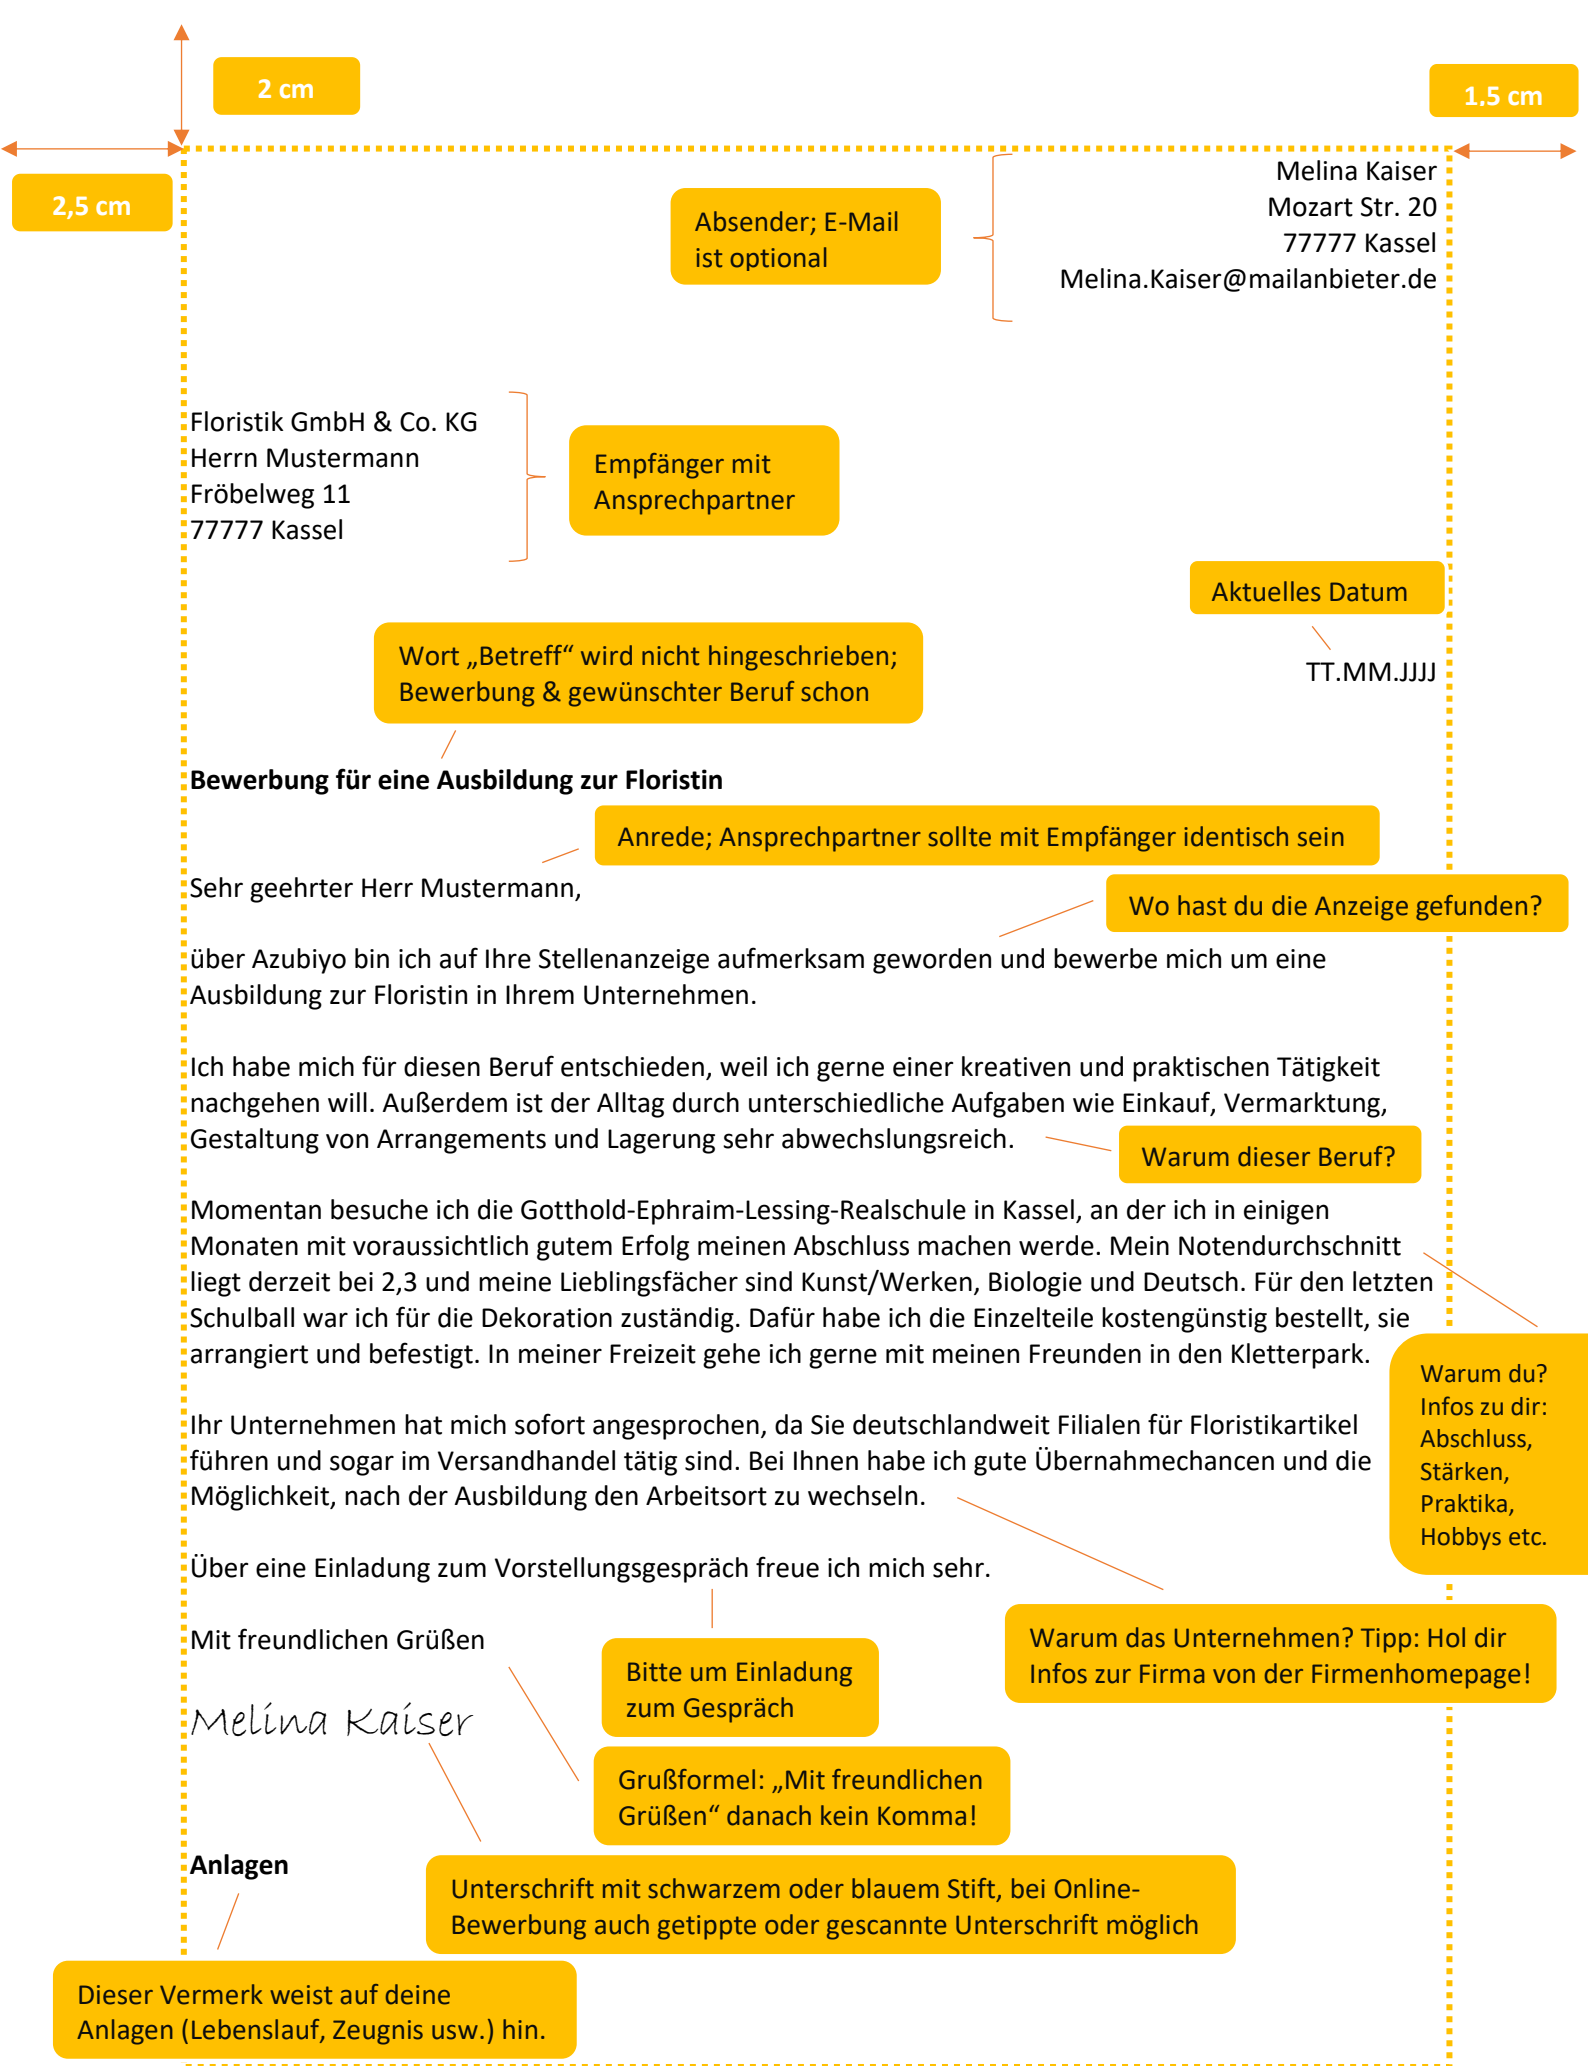 2 cm
1,5 cm
2,5 cm
Absender; E-Mail
ist optional
Melina Kaiser
Mozart Str. 20
77777 Kassel
Melina.Kaiser@mailanbieter.de
Floristik GmbH & Co. KG
Herrn Mustermann
Fröbelweg 11
77777 Kassel
Empfänger mit
Ansprechpartner
Aktuelles Datum
TT.MM.JJJJ
Wort „Betreff“ wird nicht hingeschrieben;
Bewerbung & gewünschter Beruf schon
Bewerbung für eine Ausbildung zur Floristin
Anrede; Ansprechpartner sollte mit Empfänger identisch sein
Sehr geehrter Herr Mustermann,
Wo hast du die Anzeige gefunden?
über Azubiyo bin ich auf Ihre Stellenanzeige aufmerksam geworden und bewerbe mich um eine
Ausbildung zur Floristin in Ihrem Unternehmen.
Ich habe mich für diesen Beruf entschieden, weil ich gerne einer kreativen und praktischen Tätigkeit
nachgehen will. Außerdem ist der Alltag durch unterschiedliche Aufgaben wie Einkauf, Vermarktung,
Gestaltung von Arrangements und Lagerung sehr abwechslungsreich.
Warum dieser Beruf?
Momentan besuche ich die Gotthold-Ephraim-Lessing-Realschule in Kassel, an der ich in einigen
Monaten mit voraussichtlich gutem Erfolg meinen Abschluss machen werde. Mein Notendurchschnitt
liegt derzeit bei 2,3 und meine Lieblingsfächer sind Kunst/Werken, Biologie und Deutsch. Für den letzten
Schulball war ich für die Dekoration zuständig. Dafür habe ich die Einzelteile kostengünstig bestellt, sie
arrangiert und befestigt. In meiner Freizeit gehe ich gerne mit meinen Freunden in den Kletterpark.
Warum du?
Infos zu dir:
Abschluss,
Stärken,
Praktika,
Hobbys etc.
Ihr Unternehmen hat mich sofort angesprochen, da Sie deutschlandweit Filialen für Floristikartikel
führen und sogar im Versandhandel tätig sind. Bei Ihnen habe ich gute Übernahmechancen und die
Möglichkeit, nach der Ausbildung den Arbeitsort zu wechseln.
Über eine Einladung zum Vorstellungsgespräch freue ich mich sehr.
Warum das Unternehmen? Tipp: Hol dir
Infos zur Firma von der Firmenhomepage!
Mit freundlichen Grüßen
Bitte um Einladung
zum Gespräch
Melina Kaiser
Grußformel: „Mit freundlichen
Grüßen“ danach kein Komma!
Anlagen
Unterschrift mit schwarzem oder blauem Stift, bei Online-
Bewerbung auch getippte oder gescannte Unterschrift möglich
Dieser Vermerk weist auf deine
Anlagen (Lebenslauf, Zeugnis usw.) hin.